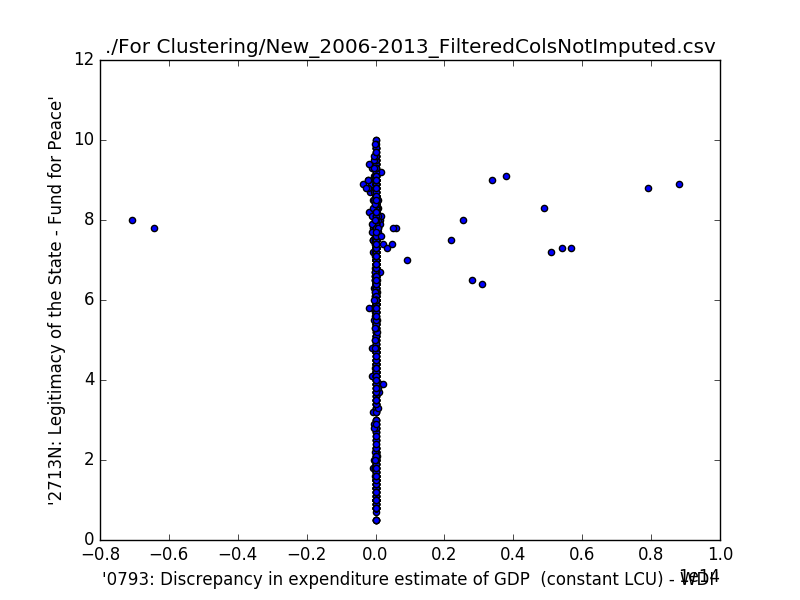 ./For Clustering/New_2006-2013_FilteredColsNotImputed.csv
12
10
8
6
4
2
0
'2713N: Legitimacy of the State - Fund for Peace'
−0.8 −0.6 −0.4 −0.2 0.0 0.2 0.4 0.6 0.8 1.0
1e14
'0793: Discrepancy in expenditure estimate of GDP  (constant LCU) - WDI'